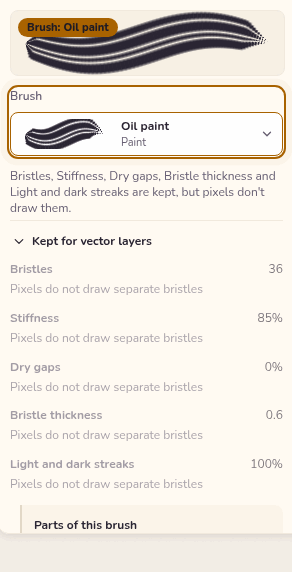 Brush: Oil paint
Brush
Oil paint
Paint
Bristles, Stiffness, Dry gaps, Bristle thickness and
Light and dark streaks are kept, but pixels don't
draw them.
Kept for vector layers
Bristles 36
Pixels do not draw separate bristles
Stiffness 85%
Pixels do not draw separate bristles
Dry gaps 0%
Pixels do not draw separate bristles
Bristle thickness 0.6
Pixels do not draw separate bristles
Light and dark streaks 100%
Pixels do not draw separate bristles
Parts of this brush